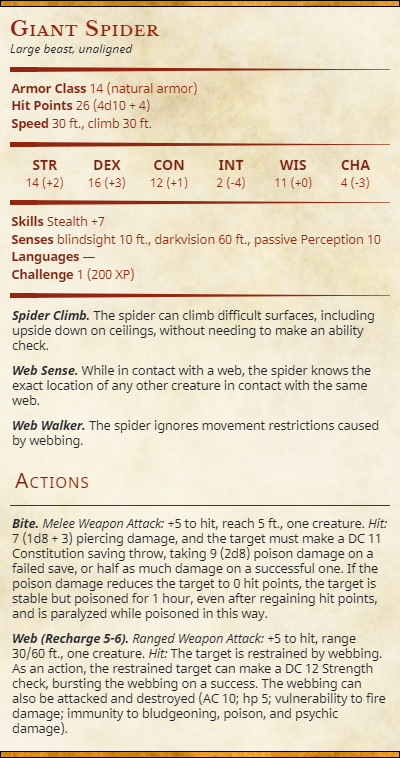 Giant Spider
Large beast, unaligned
Armor Class 14 (natural armor)
Hit Points 26 (4d10 + 4)
Speed 30 ft., climb 30 ft.
STR DEX CON INT WIS CHA
14 (+2) 16 (+3) 12 (+1) 2 (-4) 11 (+0) 4 (-3)
Skills Stealth +7
Senses blindsight 10 ft., darkvision 60 ft., passive Perception 10
Languages —
Challenge 1 (200 XP)
Spider Climb. The spider can climb difficult surfaces, including
upside down on ceilings, without needing to make an ability
check.
Web Sense. While in contact with a web, the spider knows the
exact location of any other creature in contact with the same
web.
Web Walker. The spider ignores movement restrictions caused
by webbing.
Actions
Bite. Melee Weapon Attack: +5 to hit, reach 5 ft., one creature. Hit:
7 (1d8 + 3) piercing damage, and the target must make a DC 11
Constitution saving throw, taking 9 (2d8) poison damage on a
failed save, or half as much damage on a successful one. If the
poison damage reduces the target to 0 hit points, the target is
stable but poisoned for 1 hour, even after regaining hit points,
and is paralyzed while poisoned in this way.
Web (Recharge 5-6). Ranged Weapon Attack: +5 to hit, range
30/60 ft., one creature. Hit: The target is restrained by webbing.
As an action, the restrained target can make a DC 12 Strength
check, bursting the webbing on a success. The webbing can
also be attacked and destroyed (AC 10; hp 5; vulnerability to fire
damage; immunity to bludgeoning, poison, and psychic
damage).